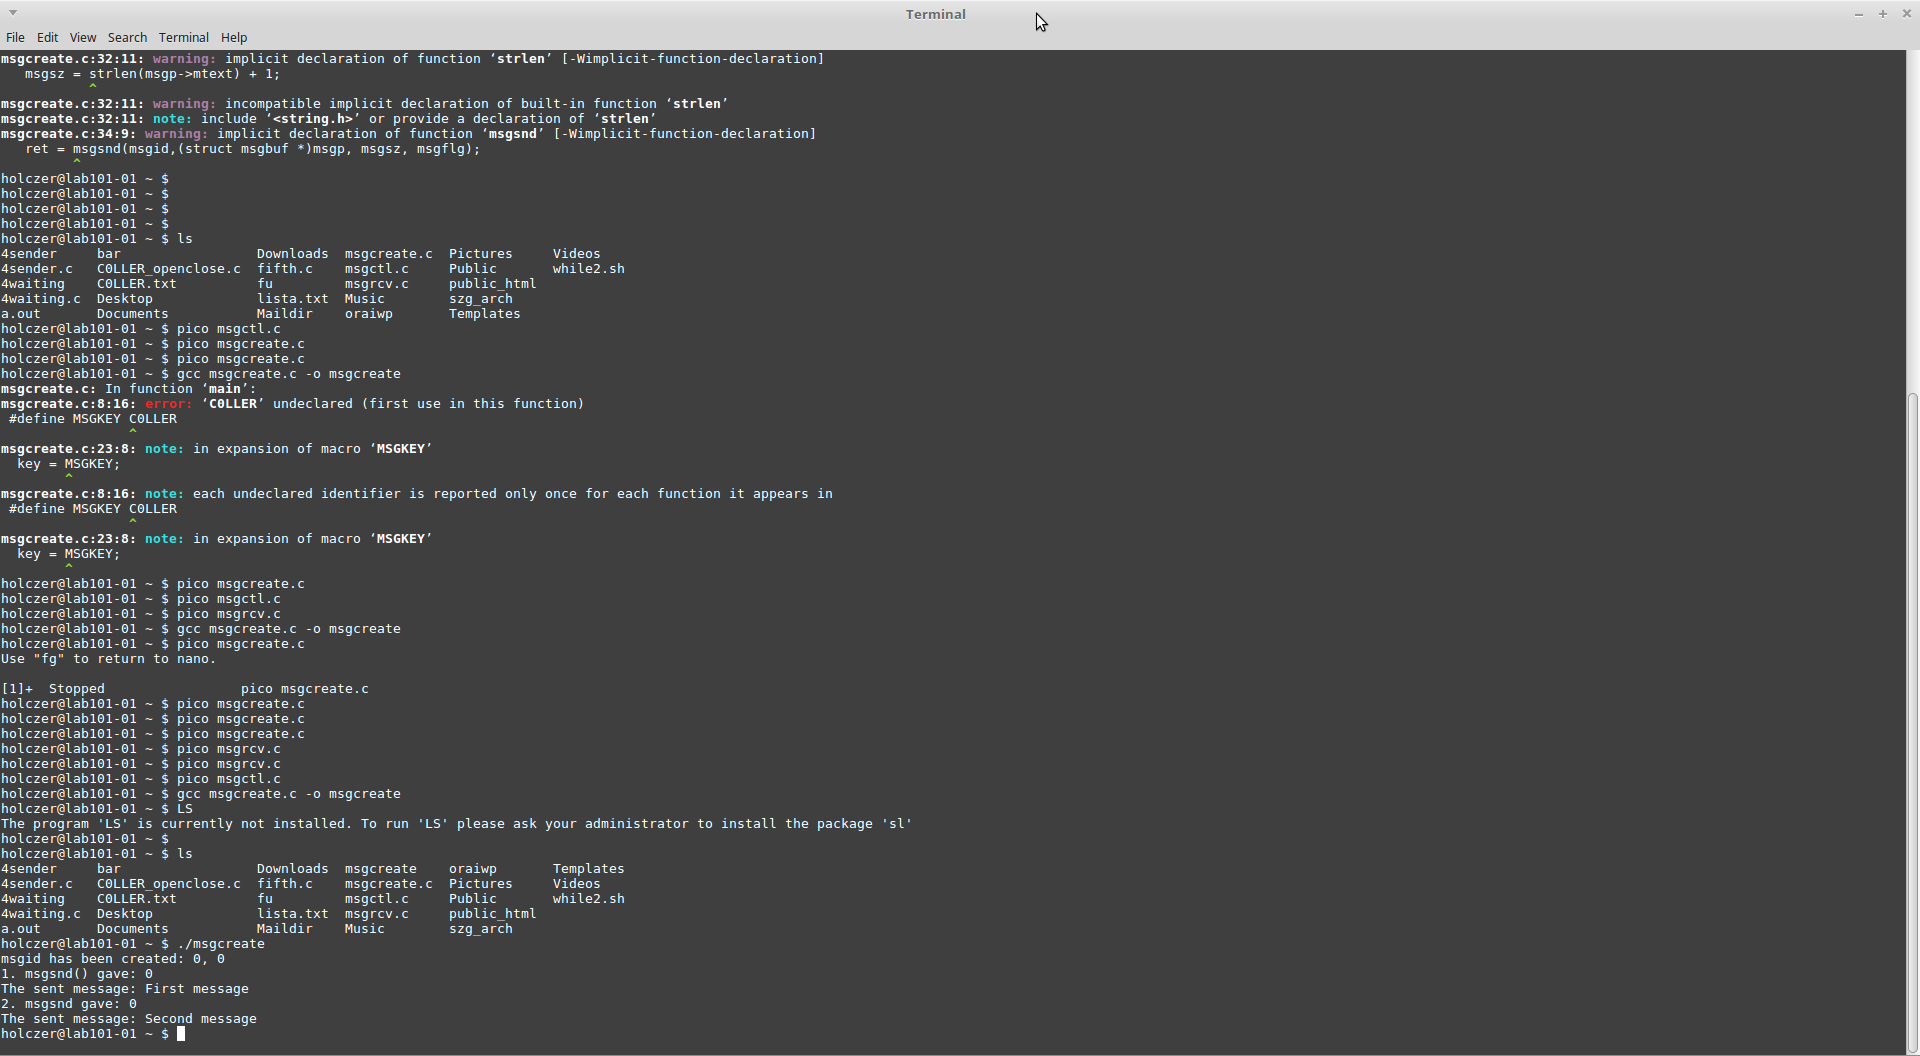 Terminal
File Edit View Search Terminal Help
msgcreate.c:32:11: warning: implicit declaration of function ‘strlen’ [-Wimplicit-function-declaration]
   msgsz = strlen(msgp->mtext) + 1;
           ^
msgcreate.c:32:11: warning: incompatible implicit declaration of built-in function ‘strlen’
msgcreate.c:32:11: note: include ‘<string.h>’ or provide a declaration of ‘strlen’
msgcreate.c:34:9: warning: implicit declaration of function ‘msgsnd’ [-Wimplicit-function-declaration]
   ret = msgsnd(msgid,(struct msgbuf *)msgp, msgsz, msgflg);
         ^
holczer@lab101-01 ~ $
holczer@lab101-01 ~ $
holczer@lab101-01 ~ $
holczer@lab101-01 ~ $
holczer@lab101-01 ~ $ ls
4sender     bar                 Downloads  msgcreate.c  Pictures     Videos
4sender.c   C0LLER_openclose.c  fifth.c    msgctl.c     Public       while2.sh
4waiting    C0LLER.txt          fu         msgrcv.c     public_html
4waiting.c  Desktop             lista.txt  Music        szg_arch
a.out       Documents           Maildir    oraiwp       Templates
holczer@lab101-01 ~ $ pico msgctl.c
holczer@lab101-01 ~ $ pico msgcreate.c
holczer@lab101-01 ~ $ pico msgcreate.c
holczer@lab101-01 ~ $ gcc msgcreate.c -o msgcreate
msgcreate.c: In function ‘main’:
msgcreate.c:8:16: error: ‘C0LLER’ undeclared (first use in this function)
 #define MSGKEY C0LLER
                ^
msgcreate.c:23:8: note: in expansion of macro ‘MSGKEY’
  key = MSGKEY;
        ^
msgcreate.c:8:16: note: each undeclared identifier is reported only once for each function it appears in
 #define MSGKEY C0LLER
                ^
msgcreate.c:23:8: note: in expansion of macro ‘MSGKEY’
  key = MSGKEY;
        ^
holczer@lab101-01 ~ $ pico msgcreate.c
holczer@lab101-01 ~ $ pico msgctl.c
holczer@lab101-01 ~ $ pico msgrcv.c
holczer@lab101-01 ~ $ gcc msgcreate.c -o msgcreate
holczer@lab101-01 ~ $ pico msgcreate.c
Use "fg" to return to nano.
[1]+  Stopped                 pico msgcreate.c
holczer@lab101-01 ~ $ pico msgcreate.c
holczer@lab101-01 ~ $ pico msgcreate.c
holczer@lab101-01 ~ $ pico msgcreate.c
holczer@lab101-01 ~ $ pico msgrcv.c
holczer@lab101-01 ~ $ pico msgrcv.c
holczer@lab101-01 ~ $ pico msgctl.c
holczer@lab101-01 ~ $ gcc msgcreate.c -o msgcreate
holczer@lab101-01 ~ $ LS
The program 'LS' is currently not installed. To run 'LS' please ask your administrator to install the package 'sl'
holczer@lab101-01 ~ $
holczer@lab101-01 ~ $ ls
4sender     bar                 Downloads  msgcreate    oraiwp       Templates
4sender.c   C0LLER_openclose.c  fifth.c    msgcreate.c  Pictures     Videos
4waiting    C0LLER.txt          fu         msgctl.c     Public       while2.sh
4waiting.c  Desktop             lista.txt  msgrcv.c     public_html
a.out       Documents           Maildir    Music        szg_arch
holczer@lab101-01 ~ $ ./msgcreate
msgid has been created: 0, 0
1. msgsnd() gave: 0
The sent message: First message
2. msgsnd gave: 0
The sent message: Second message
holczer@lab101-01 ~ $